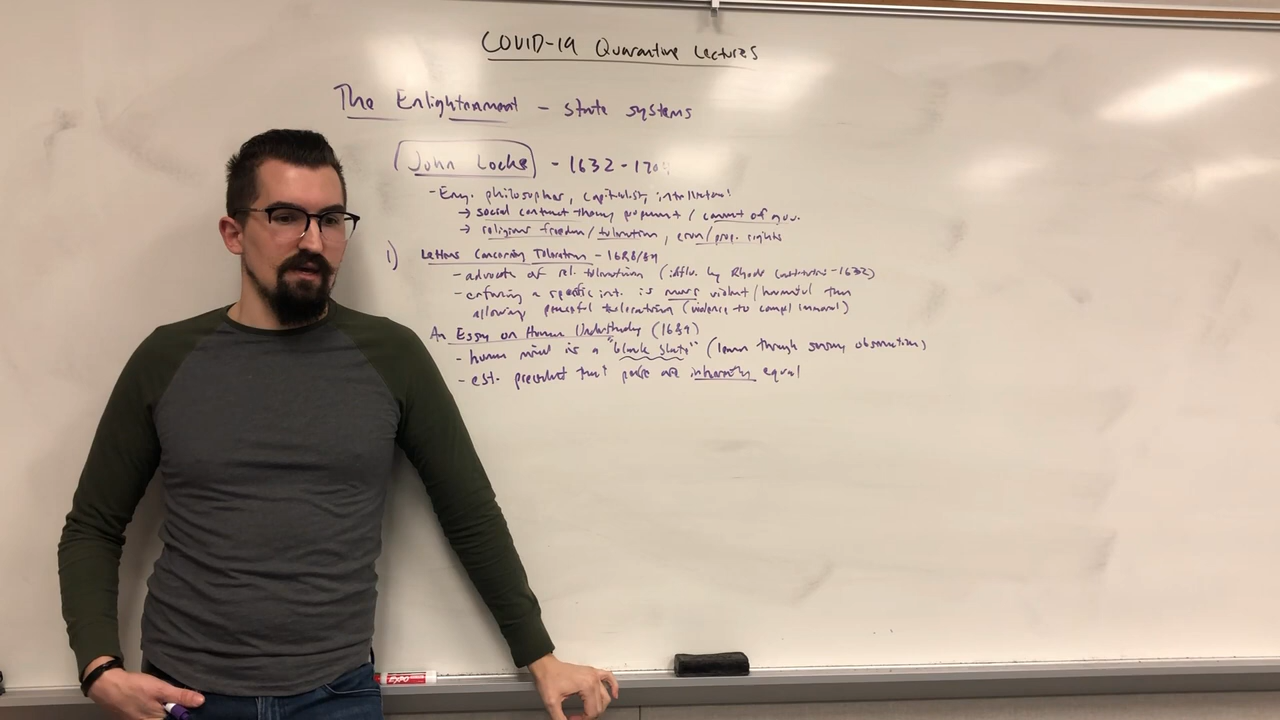 COVID-19 Quarantine Lectures
The Enlightenment - state systems
John Locke - 1632-170
- Eng. philosopher, capitalist, intellectual
→ social contract theory proponent / consent of gov.
→ religious freedom / toleration, econ/prop. rights
1) Letters Concerning Toleration - 1688/89
- advocate of rel. toleration (influ. by Rhode -1632)
- enforcing a specific int. is more violent/harmful than
allowing peaceful toleration (violence to compel immoral)
An Essay on Human Understanding (1689)
- human mind is a "blank slate" (learn through sensory observations)
- est. precedent that people are inherently equal
EXPO